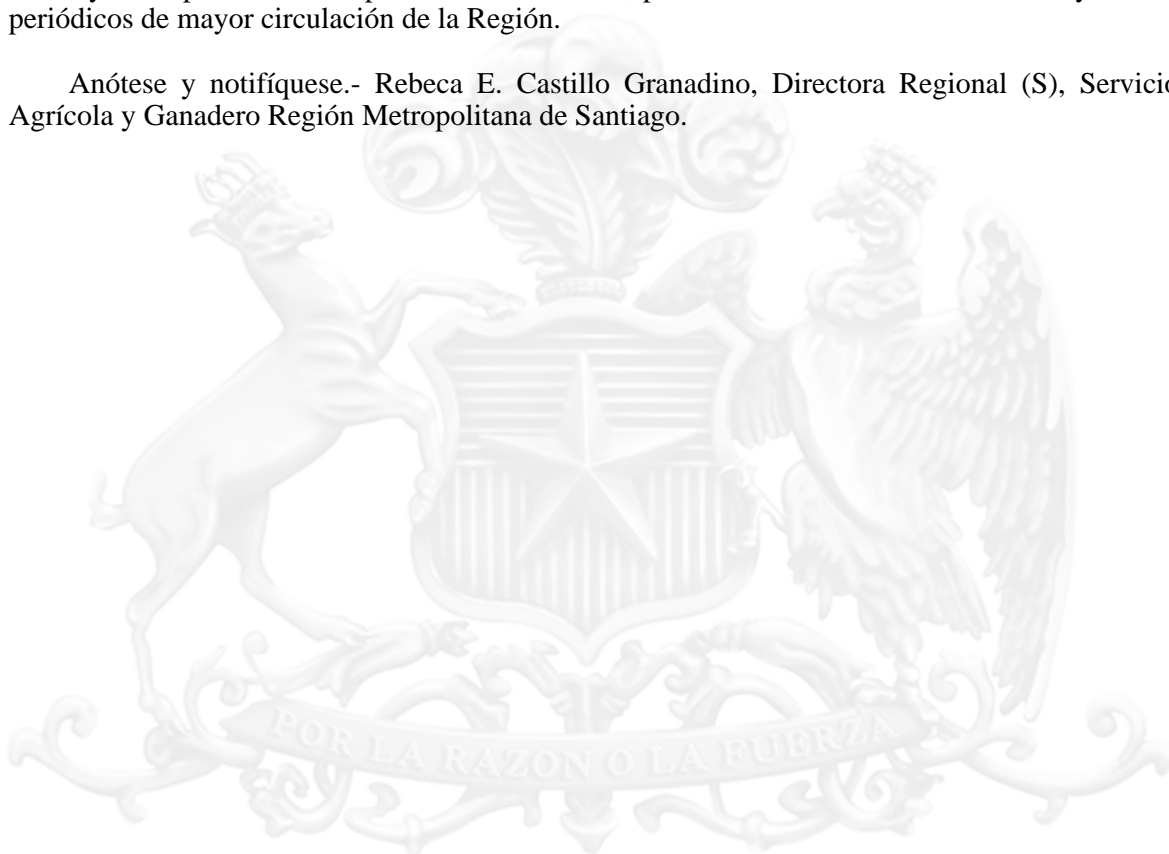 periódicos de mayor circulación de la Región.
Anótese y notifíquese.- Rebeca E. Castillo Granadino, Directora Regional (S), Servicio
Agrícola y Ganadero Región Metropolitana de Santiago.
POR LA RAZON O LA FUERZA